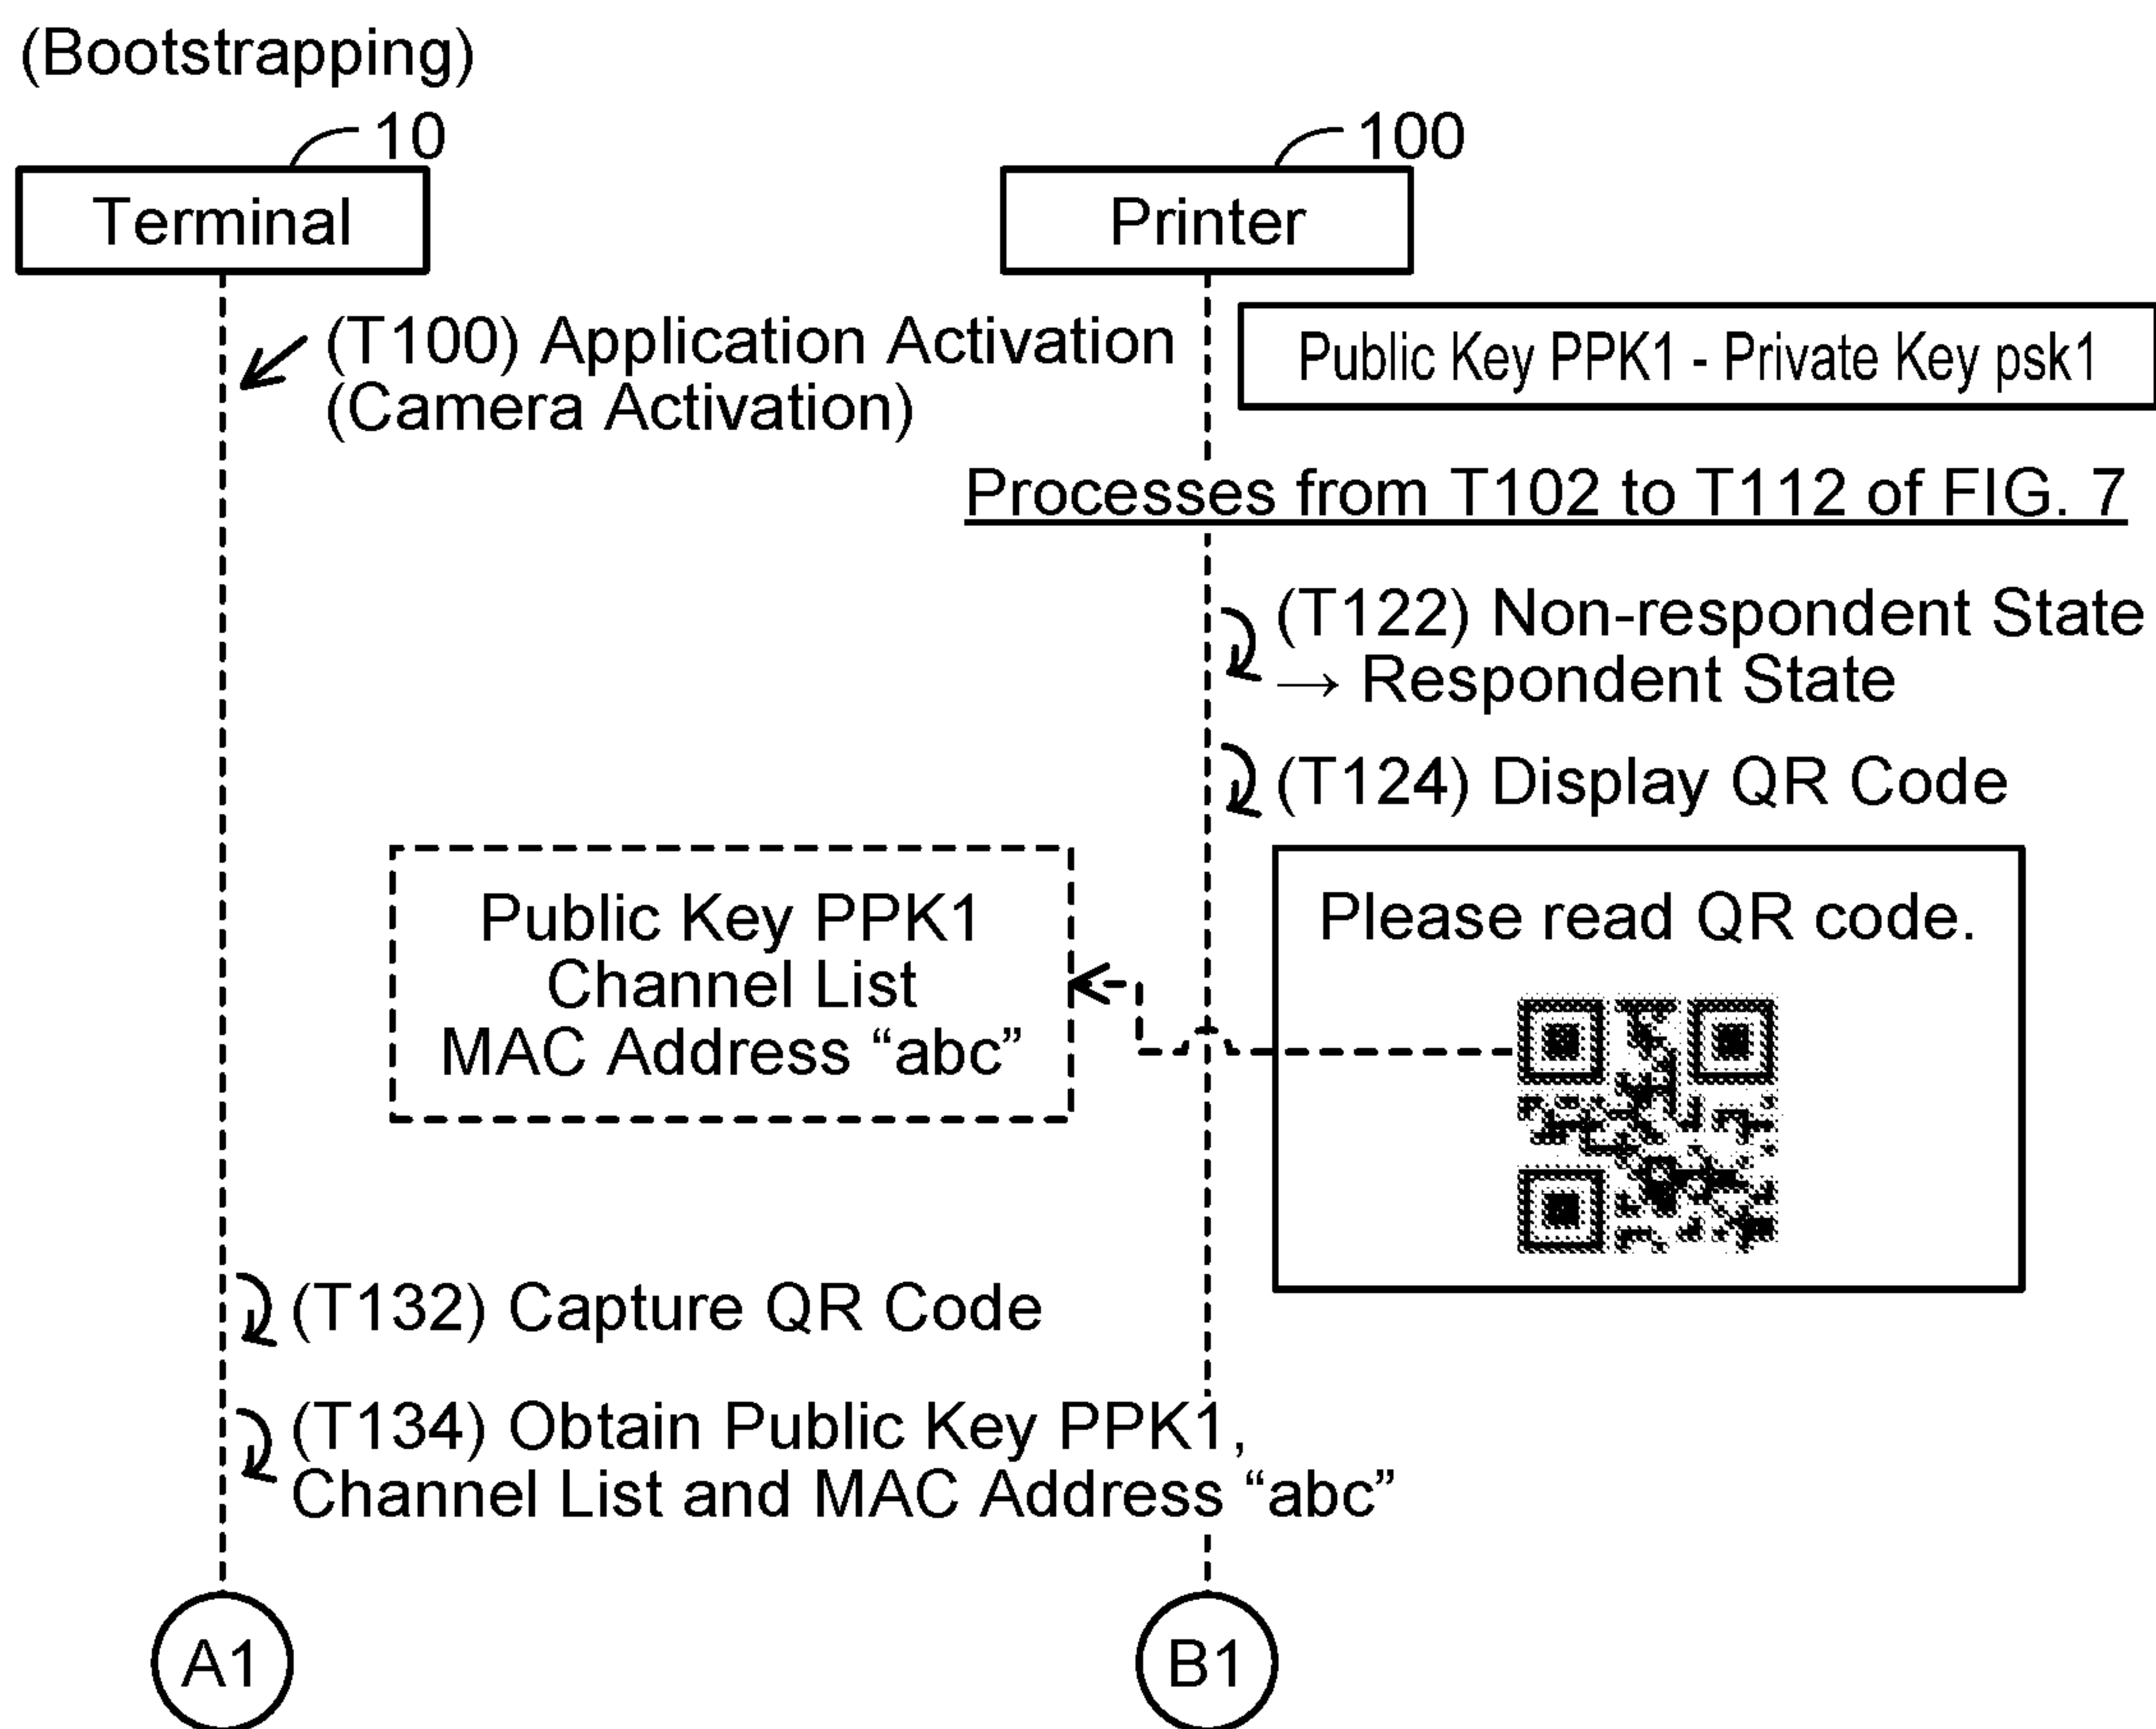 (Bootstrapping)
10
100
Terminal
Printer
(T100) Application Activation
(Camera Activation)
Public Key PPK1 - Private Key psk1
Processes from T102 to T112 of FIG. 7
(T122) Non-respondent State
→ Respondent State
(T124) Display QR Code
Public Key PPK1
Channel List
MAC Address “abc”
Please read QR code.
(T132) Capture QR Code
(T134) Obtain Public Key PPK1,
Channel List and MAC Address “abc”
A1
B1